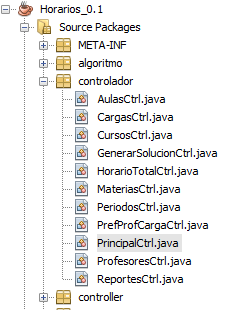 Horarios_0.1
Source Packages
META-INF
algoritmo
controlador
AulasCtrl.java
CargasCtrl.java
CursosCtrl.java
GenerarSolucionCtrl.java
HorarioTotalCtrl.java
MateriasCtrl.java
PeriodosCtrl.java
PrefProfCargaCtrl.java
PrincipalCtrl.java
ProfesoresCtrl.java
ReportesCtrl.java
controller